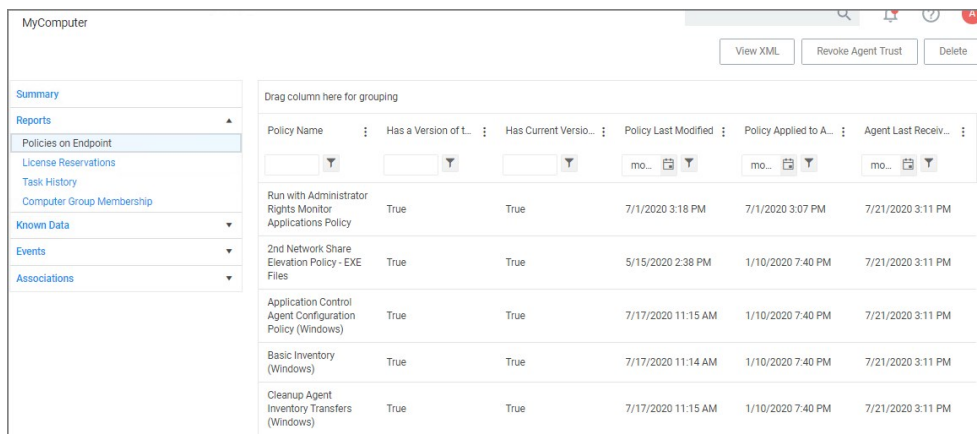 MyComputer
A
View XML
Revoke Agent Trust
Delete
Summary
Reports
Policies on Endpoint
License Reservations
Task History
Computer Group Membership
Known Data
Events
Associations
Drag column here for grouping
Policy Name
Has a Version of t...
Has Current Versio...
Policy Last Modified
Policy Applied to A...
Agent Last Receiv...
mo...
mo...
mo...
Run with Administrator
Rights Monitor
Applications Policy
True
True
7/1/2020 3:18 PM
7/1/2020 3:07 PM
7/21/2020 3:11 PM
2nd Network Share
Elevation Policy - EXE
Files
True
True
5/15/2020 2:38 PM
1/10/2020 7:40 PM
7/21/2020 3:11 PM
Application Control
Agent Configuration
Policy (Windows)
True
True
7/17/2020 11:15 AM
1/10/2020 7:40 PM
7/21/2020 3:11 PM
Basic Inventory
(Windows)
True
True
7/17/2020 11:14 AM
1/10/2020 7:40 PM
7/21/2020 3:11 PM
Cleanup Agent
Inventory Transfers
(Windows)
True
True
7/17/2020 11:15 AM
1/10/2020 7:40 PM
7/21/2020 3:11 PM